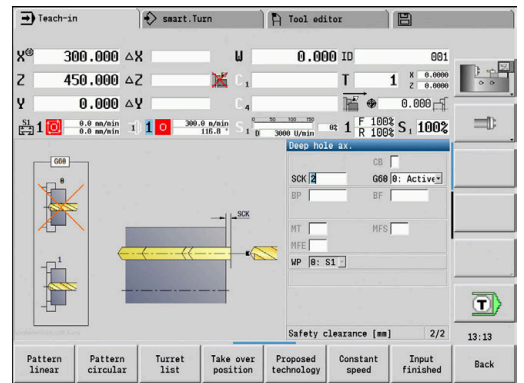 Teach-in smart.Turn Tool editor
X 300.000 ΔX W 0.000 ID 001
Z 450.000 ΔZ C1 T 1 X 0.0000
Z 0.0000
Y 0.000 ΔY C4 0.000
S1 1 0.0 mm/min 0.0 mm/min 1) 1 0 300.0 m/min 116.8 ° S1 0 50 100 150 3000 U/min 0% 1 F 100% R 100% S1 100%
Deep hole ax.
CB
SCK 2 G60 0: Active
BP BF
MT MFS
MFE
WP 0: S1
G60
0
1
SCK
Safety clearance [mm] 2/2
T
13:13
Pattern linear
Pattern circular
Turret list
Take over position
Proposed technology
Constant speed
Input finished
Back